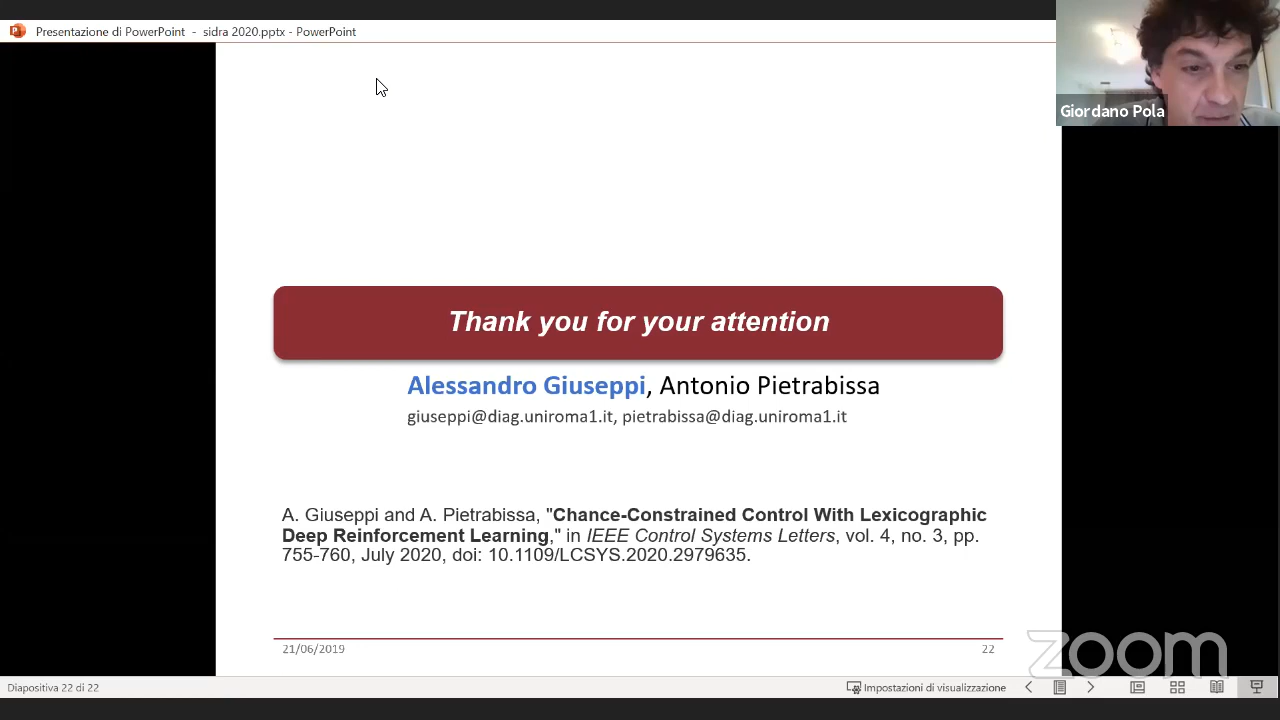 Presentazione di PowerPoint - sidra 2020.pptx - PowerPoint
Giordano Pola
Thank you for your attention
Alessandro Giuseppi, Antonio Pietrabissa
giuseppi@diag.uniroma1.it, pietrabissa@diag.uniroma1.it
A. Giuseppi and A. Pietrabissa, "Chance-Constrained Control With Lexicographic
Deep Reinforcement Learning," in IEEE Control Systems Letters, vol. 4, no. 3, pp.
755-760, July 2020, doi: 10.1109/LCSYS.2020.2979635.
21/06/2019
22
zoom
Diapositiva 22 di 22
Impostazioni di visualizzazione